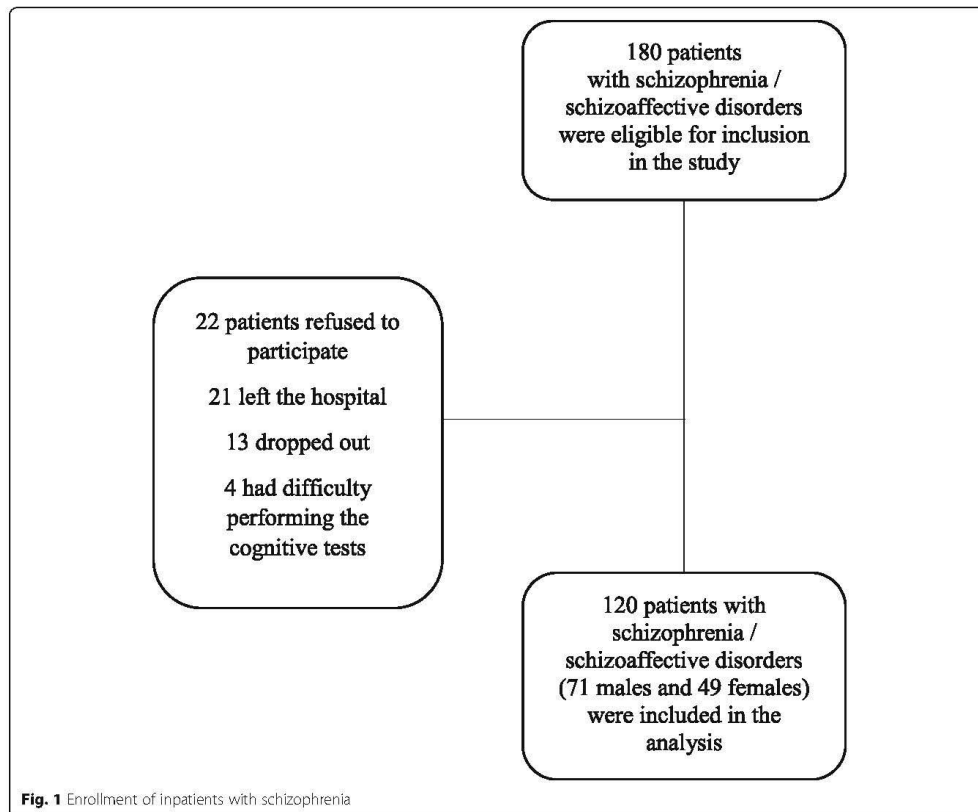 180 patients
with schizophrenia /
schizoaffective disorders
were eligible for inclusion
in the study
22 patients refused to
participate
21 left the hospital
13 dropped out
4 had difficulty
performing the
cognitive tests
120 patients with
schizophrenia /
schizoaffective disorders
(71 males and 49 females)
were included in the
analysis
Fig. 1 Enrollment of inpatients with schizophrenia